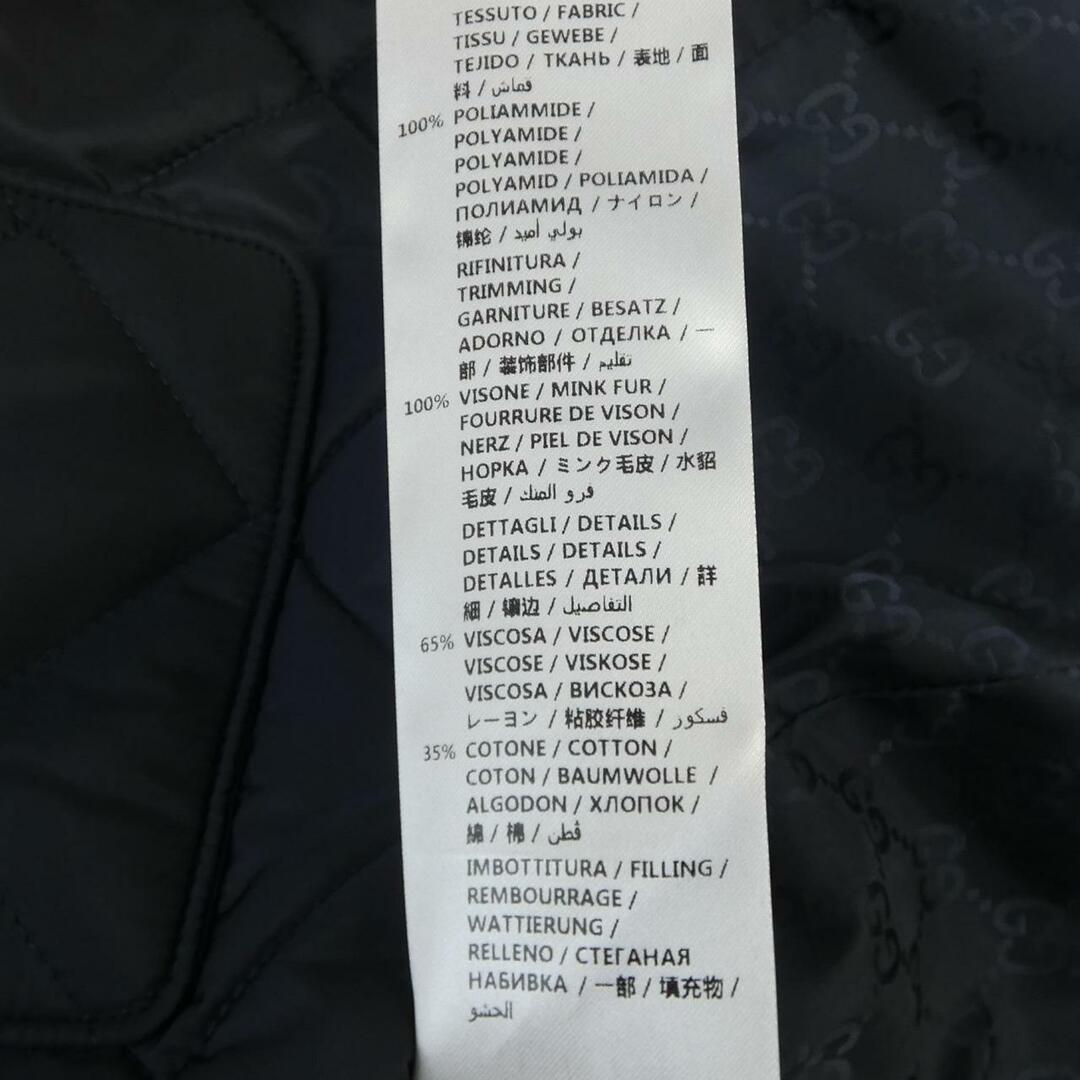 TESSUTO / FABRIC /
TISSU / GEWEBE /
TEJIDO / ТКАНЬ / 表地 / 面
料 / قماش
100% POLIAMMIDE /
POLYAMIDE /
POLYAMIDE /
POLYAMID / POLIAMIDA /
ПОЛИАМИД / ナイロン /
锦纶 / بولي أميد
RIFINITURA /
TRIMMING /
GARNITURE / BESATZ /
ADORNO / ОТДЕЛКА / 一
部 / 装饰部件 / تقليم
100% VISONE / MINK FUR /
FOURRURE DE VISON /
NERZ / PIEL DE VISON /
НОРКА / ミンク毛皮 / 水貂
毛皮 / فرو المنك
DETTAGLI / DETAILS /
DETAILS / DETAILS /
DETALLES / ДЕТАЛИ / 詳
細 / 镶边 / التفاصيل
65% VISCOSA / VISCOSE /
VISCOSE / VISKOSE /
VISCOSA / ВИСКОЗА /
レーヨン / 粘胶纤维 / فسكور
35% COTONE / COTTON /
COTON / BAUMWOLLE /
ALGODON / ХЛОПОК /
綿 / 棉 / قطن
IMBOTTITURA / FILLING /
REMBOURRAGE /
WATTIERUNG /
RELLENO / СТЕГАНАЯ
НАБИВКА / 一部 / 填充物 /
الحشو